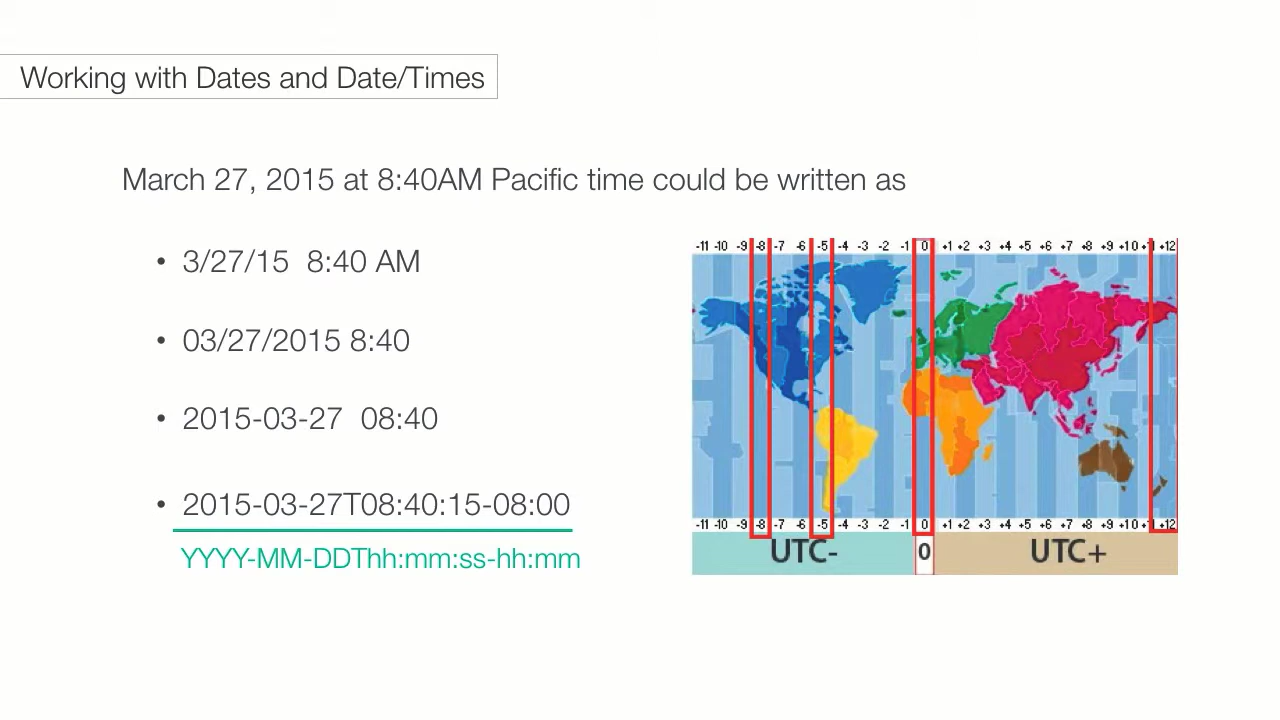 Working with Dates and Date/Times
March 27, 2015 at 8:40AM Pacific time could be written as
• 3/27/15 8:40 AM
• 03/27/2015 8:40
• 2015-03-27 08:40
• 2015-03-27T08:40:15-08:00
YYYY-MM-DDThh:mm:ss-hh:mm
-11 -10 -9 -8 -7 -6 -5 -4 -3 -2 -1 0 +1 +2 +3 +4 +5 +6 +7 +8 +9 +10 +11 +12
-11 -10 -9 -8 -7 -6 -5 -4 -3 -2 -1 0 +1 +2 +3 +4 +5 +6 +7 +8 +9 +10 +11 +12
UTC- 0 UTC+